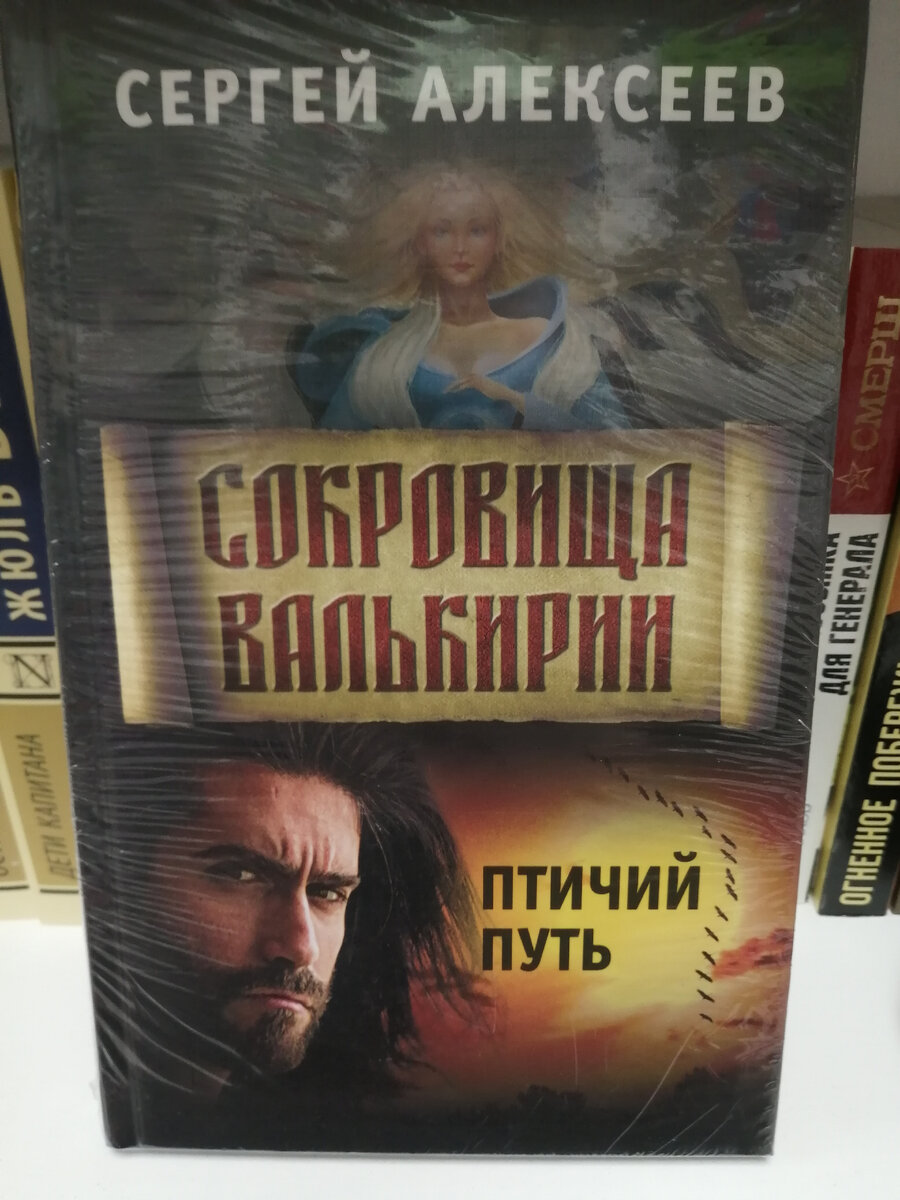 СЕРГЕЙ АЛЕКСЕЕВ
СОКРОВИЩА
ВАЛЬКИРИИ
ПТИЧИЙ
ПУТЬ
ЖЮЛЬ
ДЕТИ КАПИТАНА
СМЕРШ
ДЛЯ ГЕНЕРАЛА
ОГНЕННОЕ